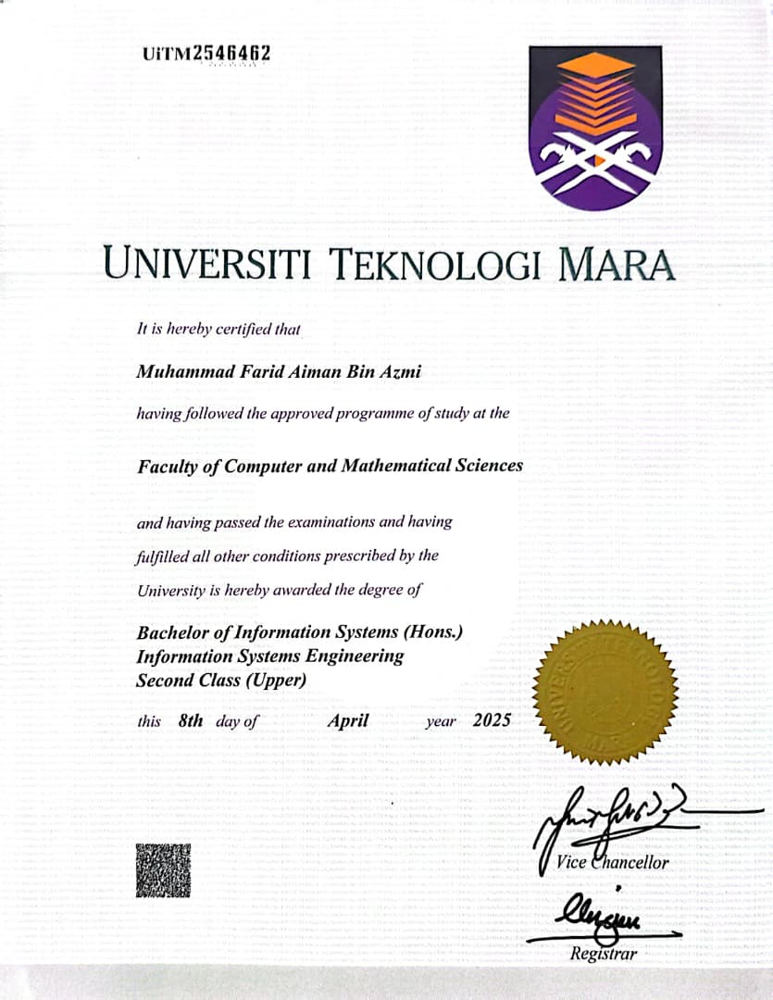 UiTM2546462
UNIVERSITI TEKNOLOGI MARA
It is hereby certified that
Muhammad Farid Aiman Bin Azmi
having followed the approved programme of study at the
Faculty of Computer and Mathematical Sciences
and having passed the examinations and having
fulfilled all other conditions prescribed by the
University is hereby awarded the degree of
Bachelor of Information Systems (Hons.)
Information Systems Engineering
Second Class (Upper)
this 8th day of April year 2025
Vice Chancellor
Registrar